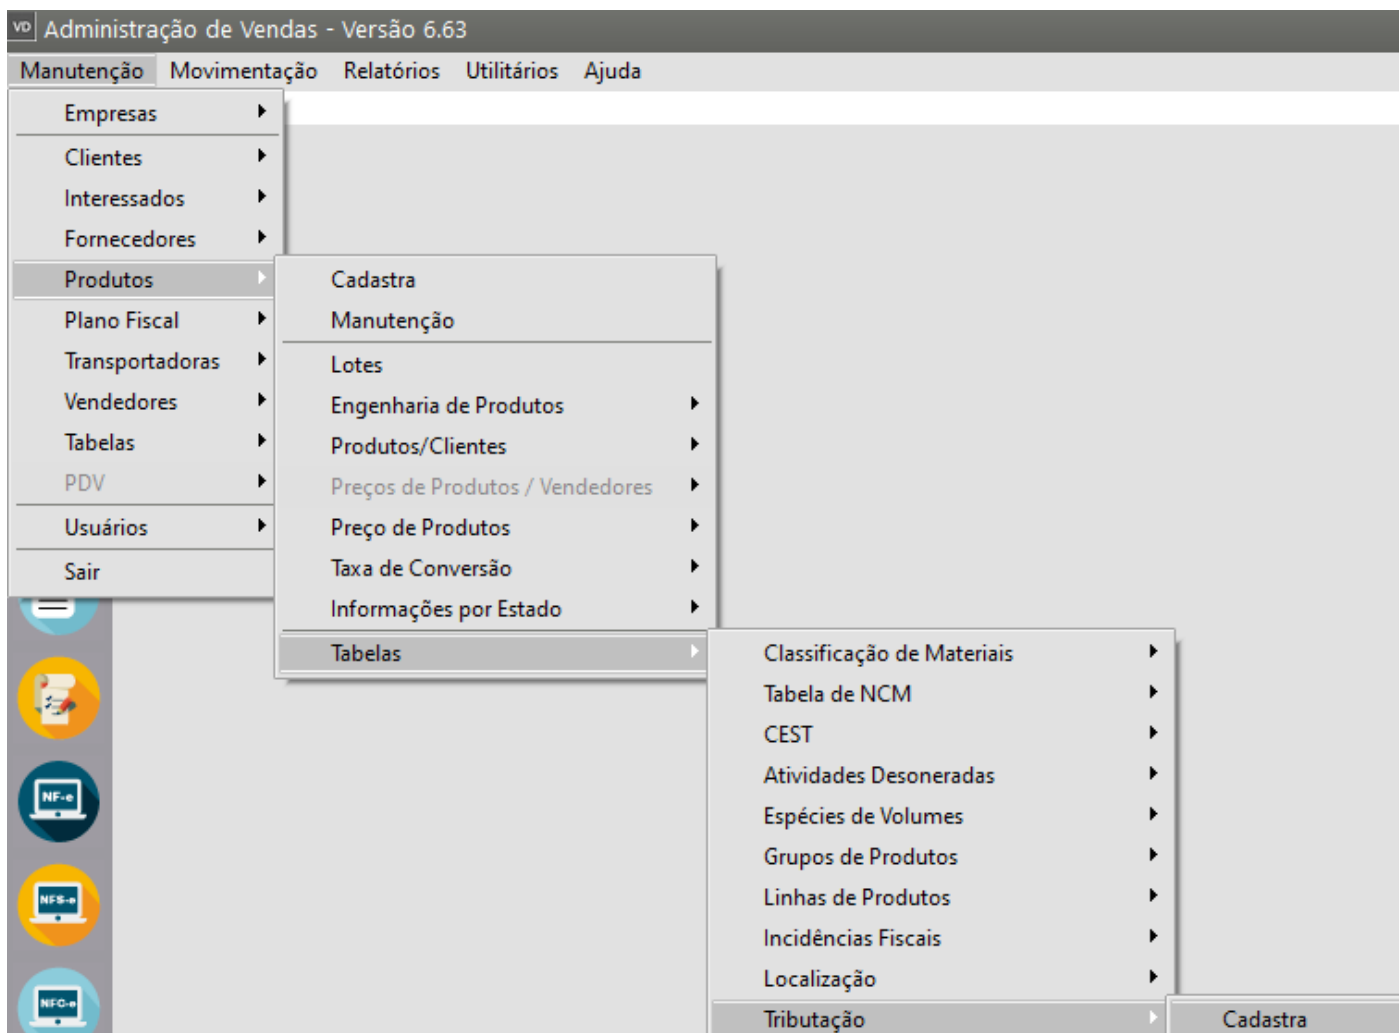 VD Administração de Vendas - Versão 6.63
Manutenção Movimentação Relatórios Utilitários Ajuda
Empresas
Clientes
Interessados
Fornecedores
Produtos
Plano Fiscal
Transportadoras
Vendedores
Tabelas
PDV
Usuários
Sair
Cadastra
Manutenção
Lotes
Engenharia de Produtos
Produtos/Clientes
Preços de Produtos / Vendedores
Preço de Produtos
Taxa de Conversão
Informações por Estado
Tabelas
Classificação de Materiais
Tabela de NCM
CEST
Atividades Desoneradas
Espécies de Volumes
Grupos de Produtos
Linhas de Produtos
Incidências Fiscais
Localização
Tributação
Cadastra
NF-e
NFS-e
NFC-e